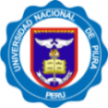 UNIVERSIDAD NACIONAL DE PIURA
PERU